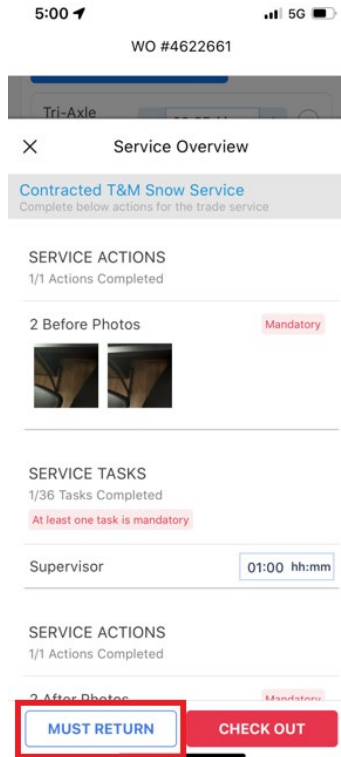 5:00
5G
WO #4622661
Tri-Axle
Service Overview
Contracted T&M Snow Service
Complete below actions for the trade service
SERVICE ACTIONS
1/1 Actions Completed
2 Before Photos
Mandatory
SERVICE TASKS
1/36 Tasks Completed
At least one task is mandatory
Supervisor
01:00 hh:mm
SERVICE ACTIONS
1/1 Actions Completed
2 After Photos
Mandatory
MUST RETURN
CHECK OUT